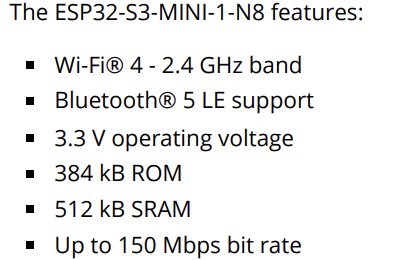 The ESP32-S3-MINI-1-N8 features:
▪ Wi-Fi® 4 - 2.4 GHz band
▪ Bluetooth® 5 LE support
▪ 3.3 V operating voltage
▪ 384 kB ROM
▪ 512 kB SRAM
▪ Up to 150 Mbps bit rate